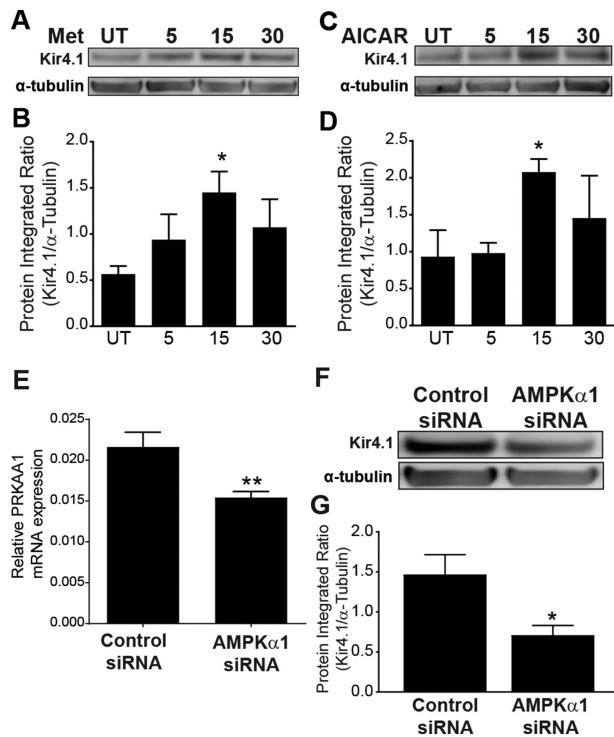 A Met UT 5 15 30
Kir4.1
α-tubulin
B
Protein Integrated Ratio
(Kir4.1/α-Tubulin)
2.0
1.5
1.0
0.5
0.0
*
UT 5 15 30
C AICAR UT 5 15 30
Kir4.1
α-tubulin
D
Protein Integrated Ratio
(Kir4.1/α-Tubulin)
2.5
2.0
1.5
1.0
0.5
0.0
*
UT 5 15 30
E
Relative PRKAA1
mRNA expression
0.025
0.020
0.015
0.010
0.005
0.000
**
Control
siRNA
AMPKα1
siRNA
F
Control
siRNA
AMPKα1
siRNA
Kir4.1
α-tubulin
G
Protein Integrated Ratio
(Kir4.1/α-Tubulin)
2.0
1.5
1.0
0.5
0.0
*
Control
siRNA
AMPKα1
siRNA